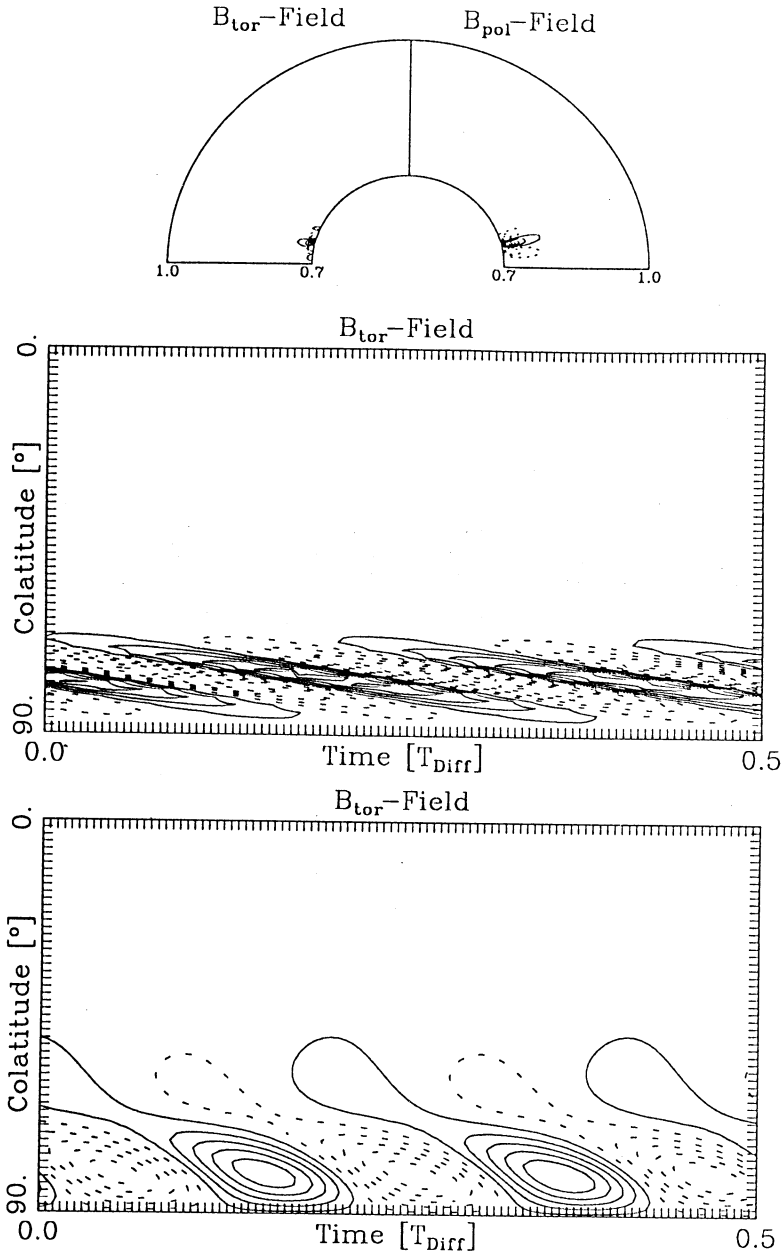 B_tor−Field B_pol−Field
1.0 0.7 0.7 1.0
B_tor−Field
0.
Colatitude [°]
90.
0.0 Time [T_Diff] 0.5
B_tor−Field
0.
Colatitude [°]
90.
0.0 Time [T_Diff] 0.5